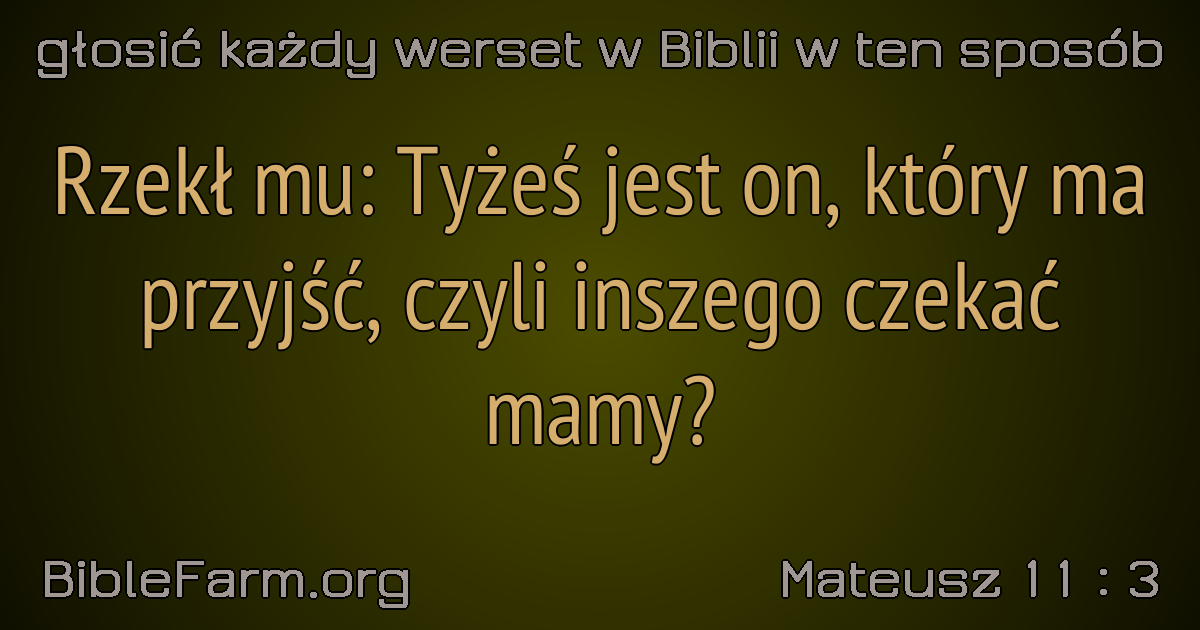 głosić każdy werset w Biblii w ten sposób
Rzekł mu: Tyżeś jest on, który ma
przyjść, czyli inszego czekać
mamy?
BibleFarm.org
Mateusz 11 : 3